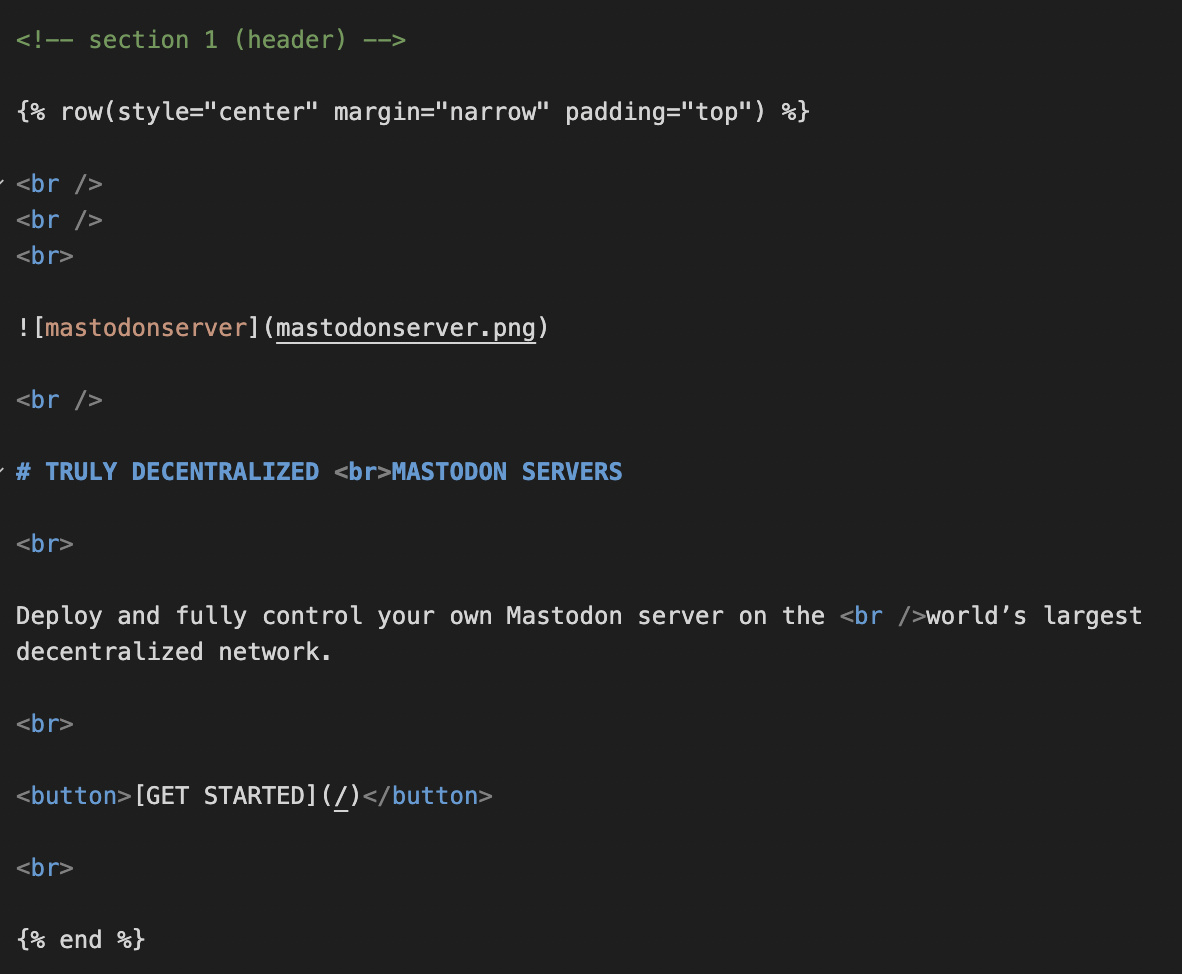 <!-- section 1 (header) -->
{% row(style="center" margin="narrow" padding="top") %}
<br />
<br />
<br>
![mastodonserver](mastodonserver.png)
<br />
# TRULY DECENTRALIZED <br>MASTODON SERVERS
<br>
Deploy and fully control your own Mastodon server on the <br />world’s largest
decentralized network.
<br>
<button>[GET STARTED](/)</button>
<br>
{% end %}